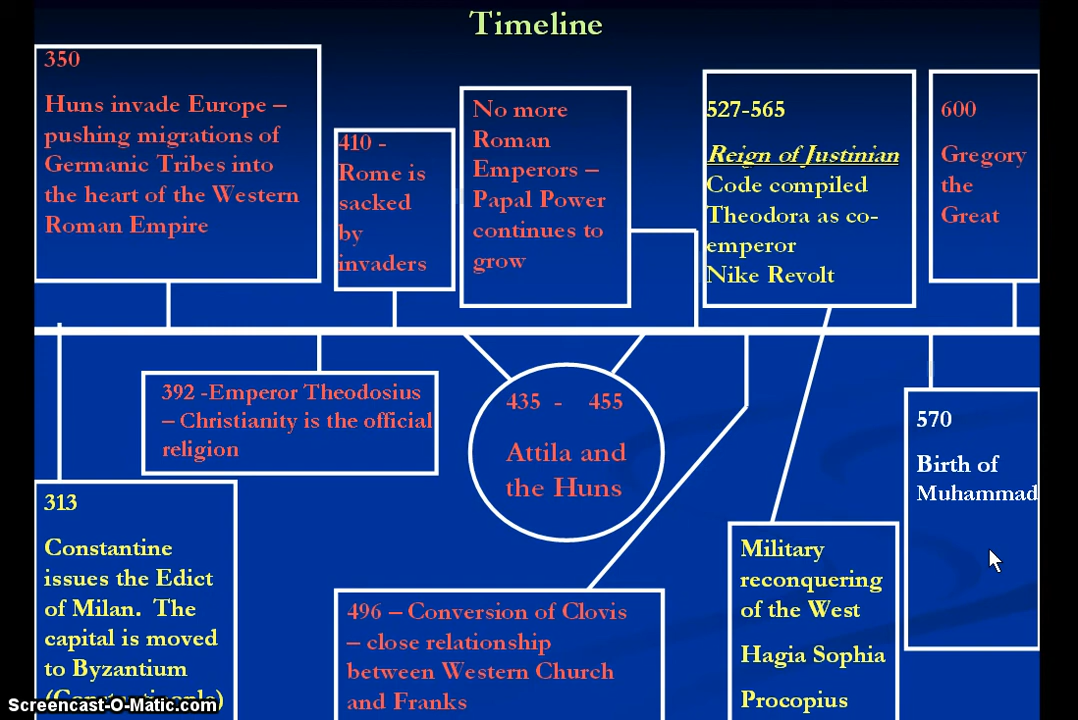 Timeline
350
Huns invade Europe –
pushing migrations of
Germanic Tribes into
the heart of the Western
Roman Empire
410 -
Rome is
sacked
by
invaders
No more
Roman
Emperors –
Papal Power
continues to
grow
527-565
Reign of Justinian
Code compiled
Theodora as co-
emperor
Nike Revolt
600
Gregory
the
Great
392 -Emperor Theodosius
– Christianity is the official
religion
435 - 455
Attila and
the Huns
570
Birth of
Muhammad
313
Constantine
issues the Edict
of Milan. The
capital is moved
to Byzantium
(Constantinople)
496 – Conversion of Clovis
– close relationship
between Western Church
and Franks
Military
reconquering
of the West
Hagia Sophia
Procopius
Screencast-O-Matic.com